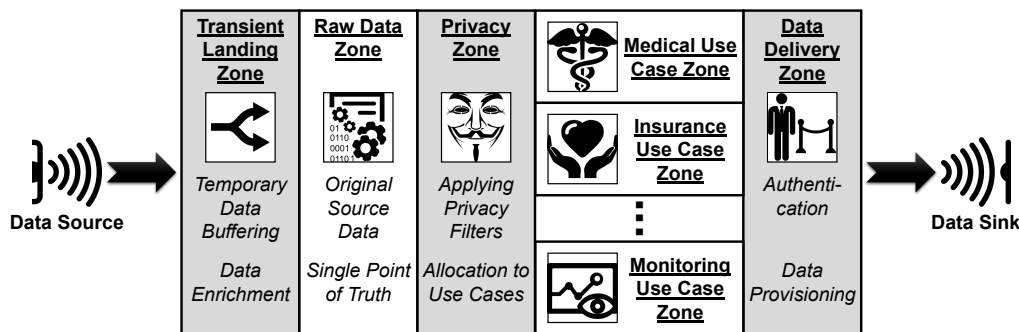 Transient
Landing
Zone
Temporary
Data
Buffering
Data
Enrichment
Raw Data
Zone
01
0110
0001
01101
Original
Source
Data
Single Point
of Truth
Privacy
Zone
Applying
Privacy
Filters
Allocation to
Use Cases
Medical Use
Case Zone
Insurance
Use Case
Zone
Monitoring
Use Case
Zone
Data
Delivery
Zone
Authenti-
cation
Data
Provisioning
Data Source
Data Sink